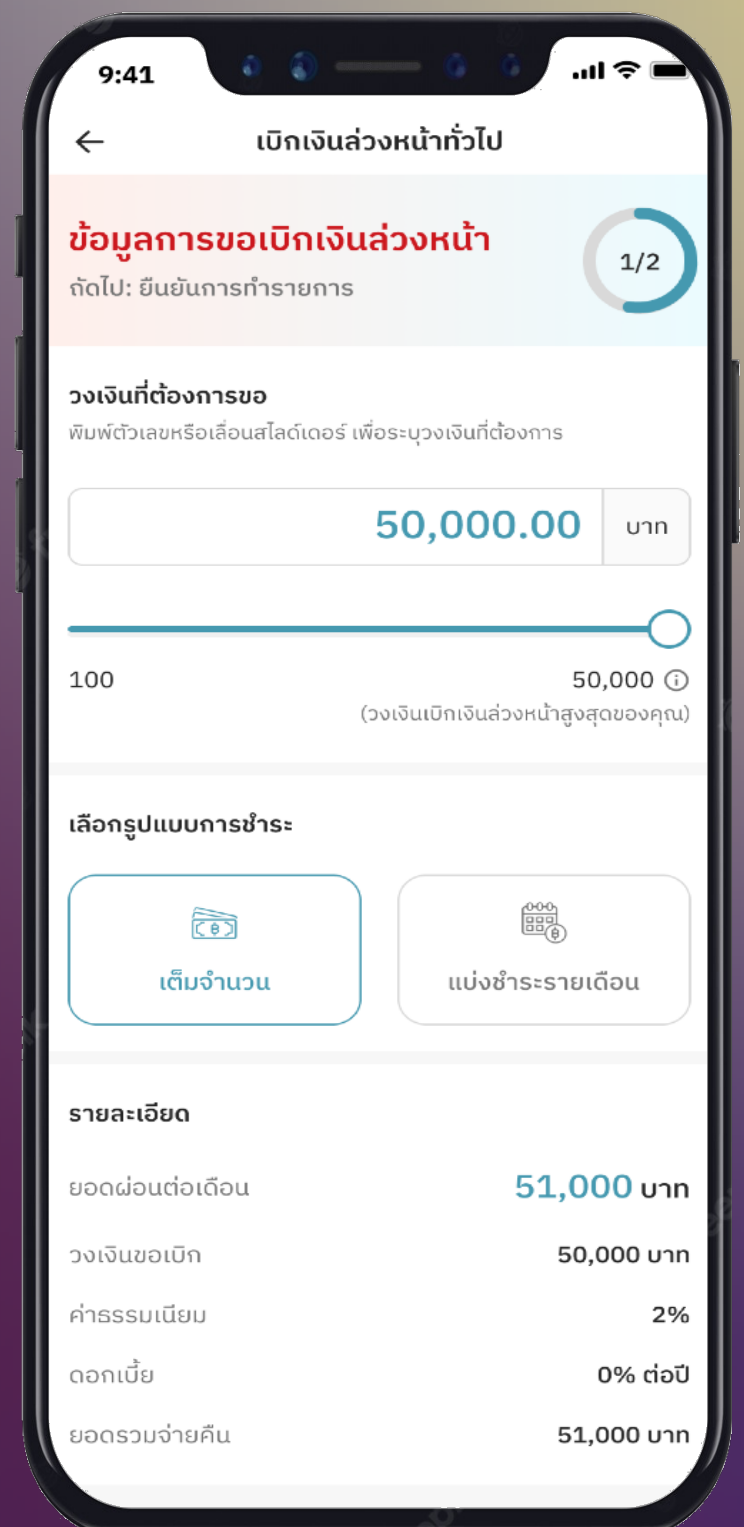 9:41
เบิกเงินล่วงหน้าทั่วไป
ข้อมูลการขอเบิกเงินล่วงหน้า
1/2
ถัดไป: ยืนยันการทำรายการ
วงเงินที่ต้องการขอ
พิมพ์ตัวเลขหรือเลื่อนสไลด์เดอร์ เพื่อระบุวงเงินที่ต้องการ
50,000.00 บาท
100 50,000
(วงเงินเบิกเงินล่วงหน้าสูงสุดของคุณ)
เลือกรูปแบบการชำระ
เต็มจำนวน แบ่งชำระรายเดือน
รายละเอียด
ยอดผ่อนต่อเดือน 51,000 บาท
วงเงินขอเบิก 50,000 บาท
ค่าธรรมเนียม 2%
ดอกเบี้ย 0% ต่อปี
ยอดรวมจ่ายคืน 51,000 บาท